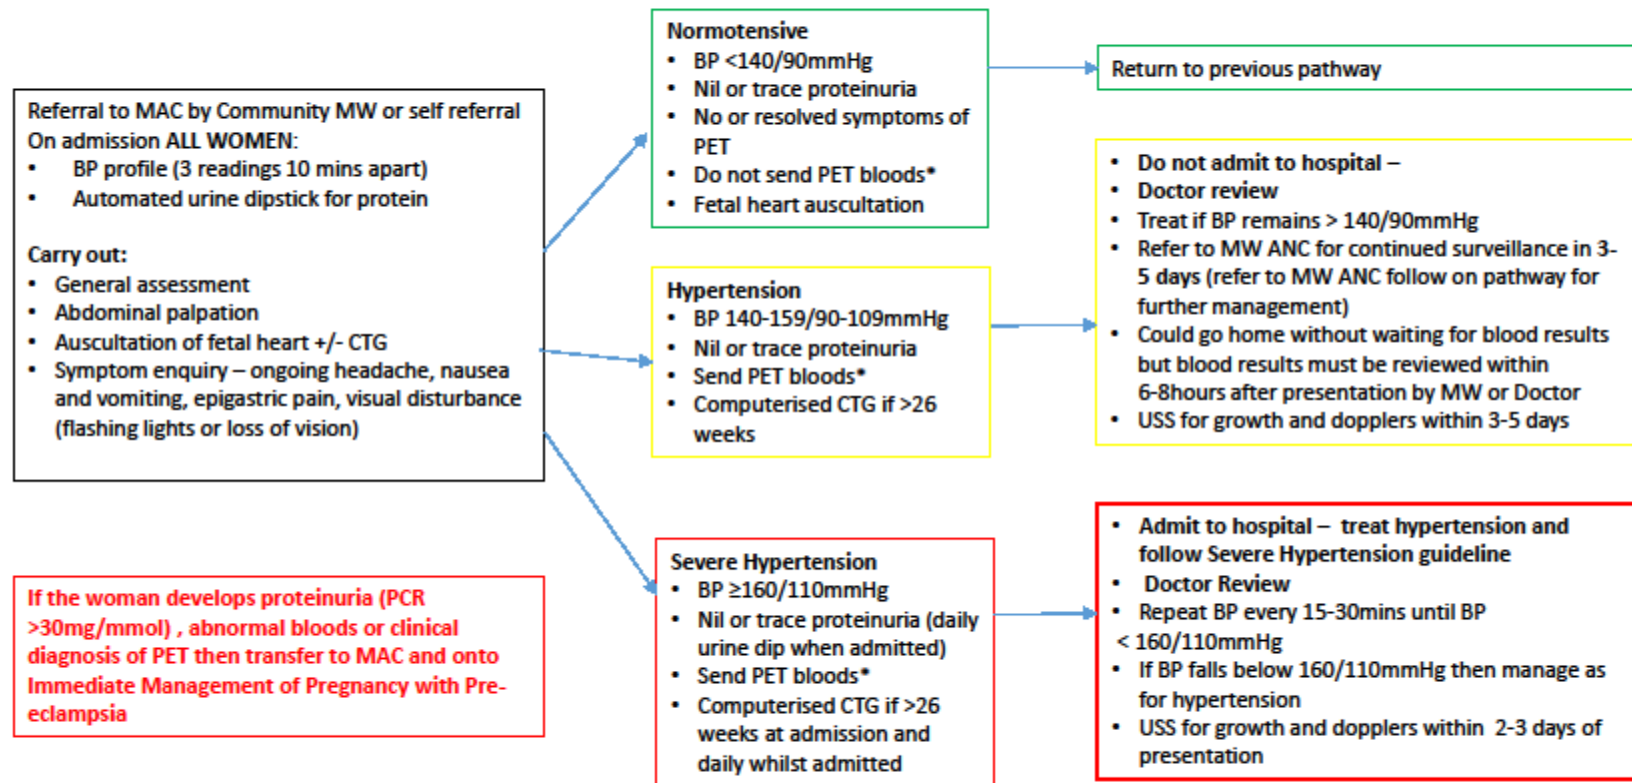 Referral to MAC by Community MW or self referral
On admission ALL WOMEN:
• BP profile (3 readings 10 mins apart)
• Automated urine dipstick for protein
Carry out:
• General assessment
• Abdominal palpation
• Auscultation of fetal heart +/- CTG
• Symptom enquiry – ongoing headache, nausea
and vomiting, epigastric pain, visual disturbance
(flashing lights or loss of vision)
If the woman develops proteinuria (PCR
>30mg/mmol) , abnormal bloods or clinical
diagnosis of PET then transfer to MAC and onto
Immediate Management of Pregnancy with Pre-
eclampsia
Normotensive
• BP <140/90mmHg
• Nil or trace proteinuria
• No or resolved symptoms of
PET
• Do not send PET bloods*
• Fetal heart auscultation
Return to previous pathway
Hypertension
• BP 140-159/90-109mmHg
• Nil or trace proteinuria
• Send PET bloods*
• Computerised CTG if >26
weeks
• Do not admit to hospital –
• Doctor review
• Treat if BP remains > 140/90mmHg
• Refer to MW ANC for continued surveillance in 3-
5 days (refer to MW ANC follow on pathway for
further management)
• Could go home without waiting for blood results
but blood results must be reviewed within
6-8hours after presentation by MW or Doctor
• USS for growth and dopplers within 3-5 days
Severe Hypertension
• BP ≥160/110mmHg
• Nil or trace proteinuria (daily
urine dip when admitted)
• Send PET bloods*
• Computerised CTG if >26
weeks at admission and
daily whilst admitted
• Admit to hospital – treat hypertension and
follow Severe Hypertension guideline
• Doctor Review
• Repeat BP every 15-30mins until BP
< 160/110mmHg
• If BP falls below 160/110mmHg then manage as
for hypertension
• USS for growth and dopplers within 2-3 days of
presentation